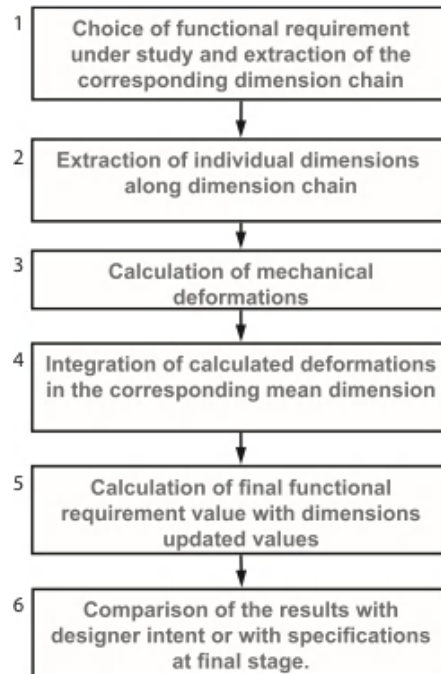 1 Choice of functional requirement
under study and extraction of the
corresponding dimension chain
2 Extraction of individual dimensions
along dimension chain
3 Calculation of mechanical
deformations
4 Integration of calculated deformations
in the corresponding mean dimension
5 Calculation of final functional
requirement value with dimensions
updated values
6 Comparison of the results with
designer intent or with specifications
at final stage.